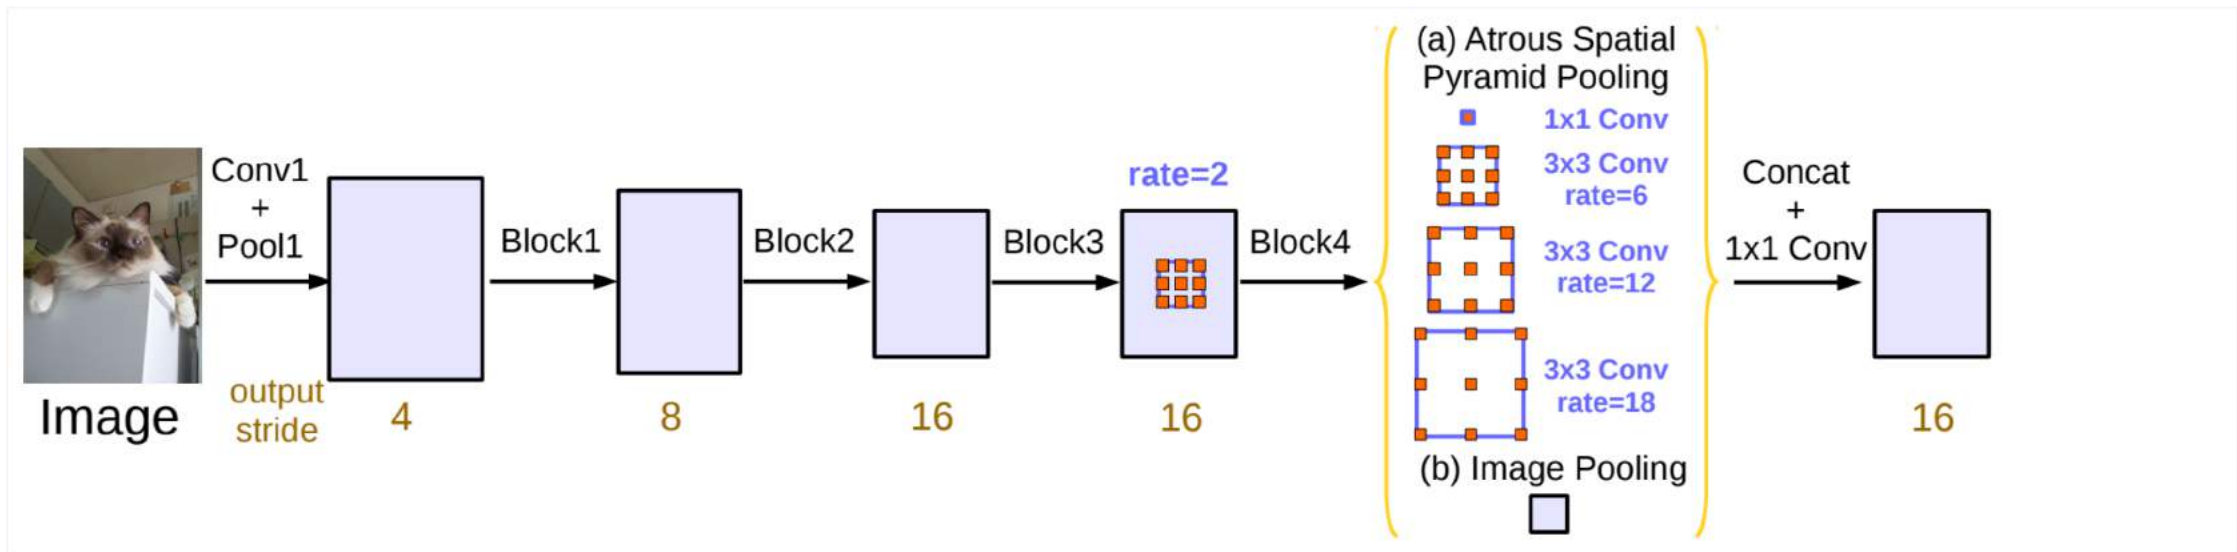 Image
Conv1
+
Pool1
output
stride
4
Block1
8
Block2
16
Block3
rate=2
16
Block4
(a) Atrous Spatial
Pyramid Pooling
1x1 Conv
3x3 Conv
rate=6
3x3 Conv
rate=12
3x3 Conv
rate=18
(b) Image Pooling
Concat
+
1x1 Conv
16